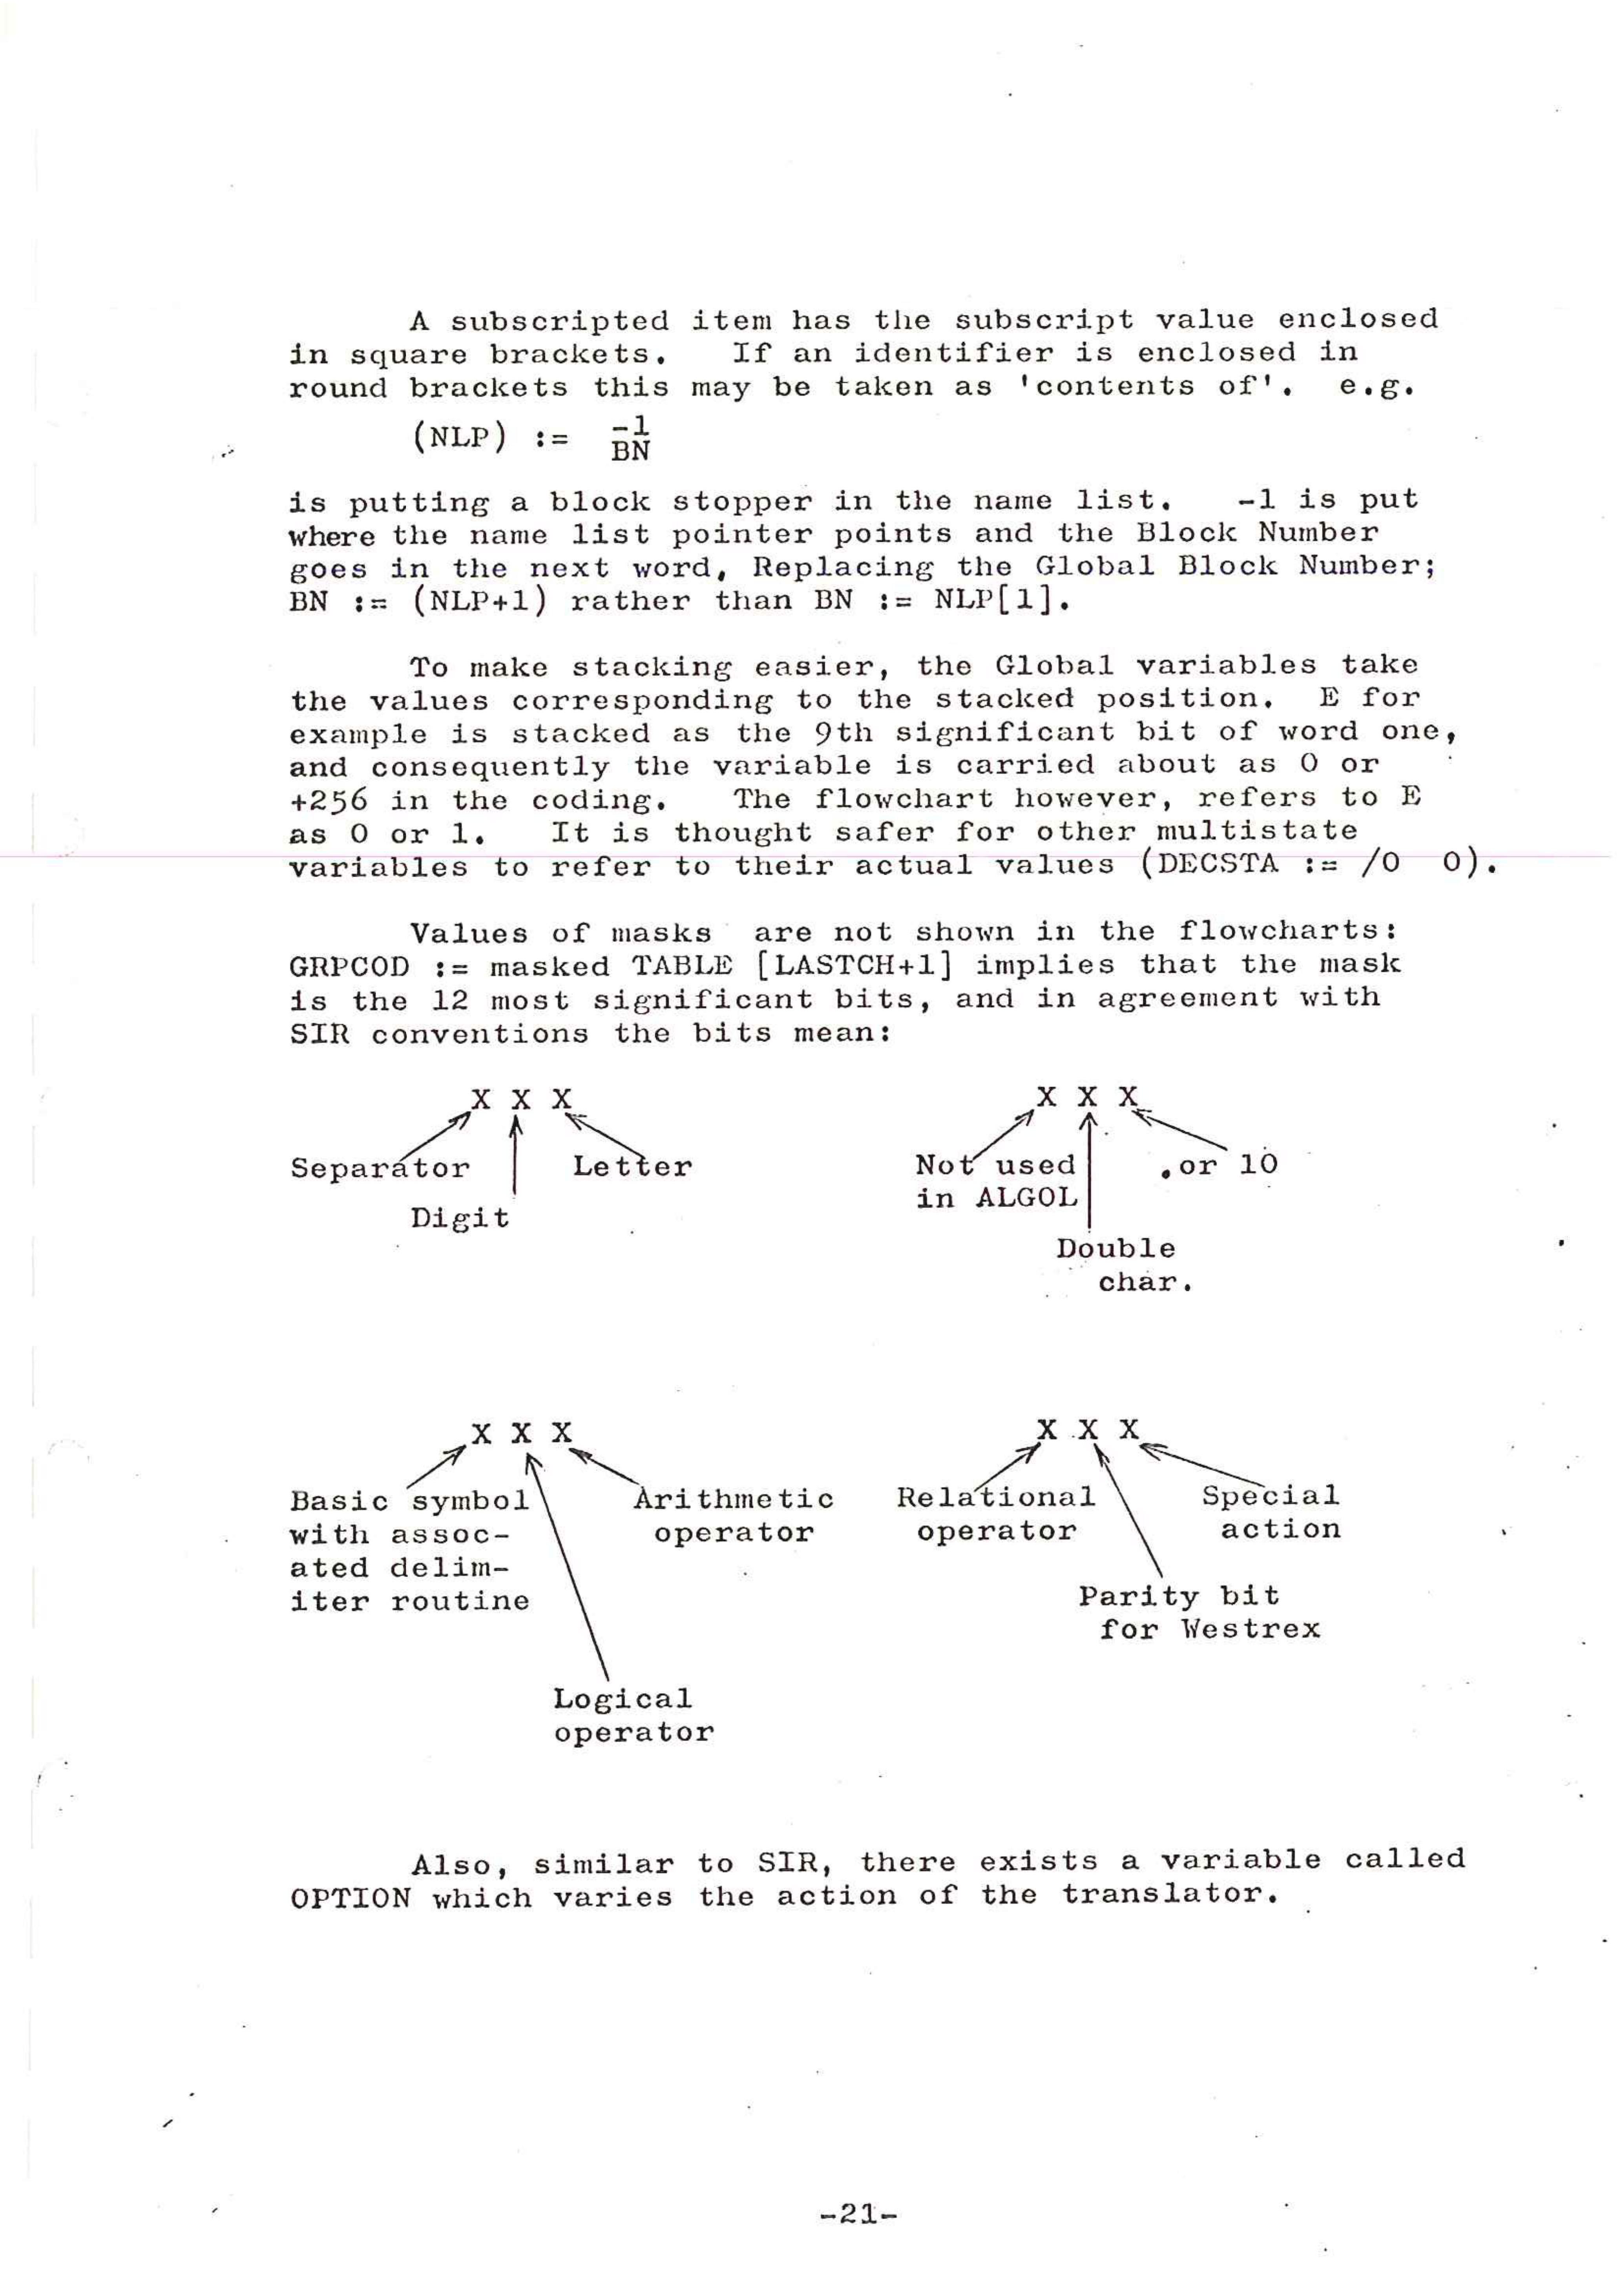 A subscripted item has the subscript value enclosed
in square brackets. If an identifier is enclosed in
round brackets this may be taken as 'contents of'. e.g.
(NLP) := -1
BN
is putting a block stopper in the name list. -1 is put
where the name list pointer points and the Block Number
goes in the next word, Replacing the Global Block Number;
BN := (NLP+1) rather than BN := NLP[1].
To make stacking easier, the Global variables take
the values corresponding to the stacked position. E for
example is stacked as the 9th significant bit of word one,
and consequently the variable is carried about as 0 or
+256 in the coding. The flowchart however, refers to E
as 0 or 1. It is thought safer for other multistate
variables to refer to their actual values (DECSTA := /0 0).
Values of masks are not shown in the flowcharts:
GRPCOD := masked TABLE [LASTCH+1] implies that the mask
is the 12 most significant bits, and in agreement with
SIR conventions the bits mean:
X X X
Separator
Letter
Digit
X X X
Not used
in ALGOL
. or 10
Double
char.
X X X
Basic symbol
with assoc-
ated delim-
iter routine
Arithmetic
operator
Logical
operator
X X X
Relational
operator
Special
action
Parity bit
for Westrex
Also, similar to SIR, there exists a variable called
OPTION which varies the action of the translator.
-21-